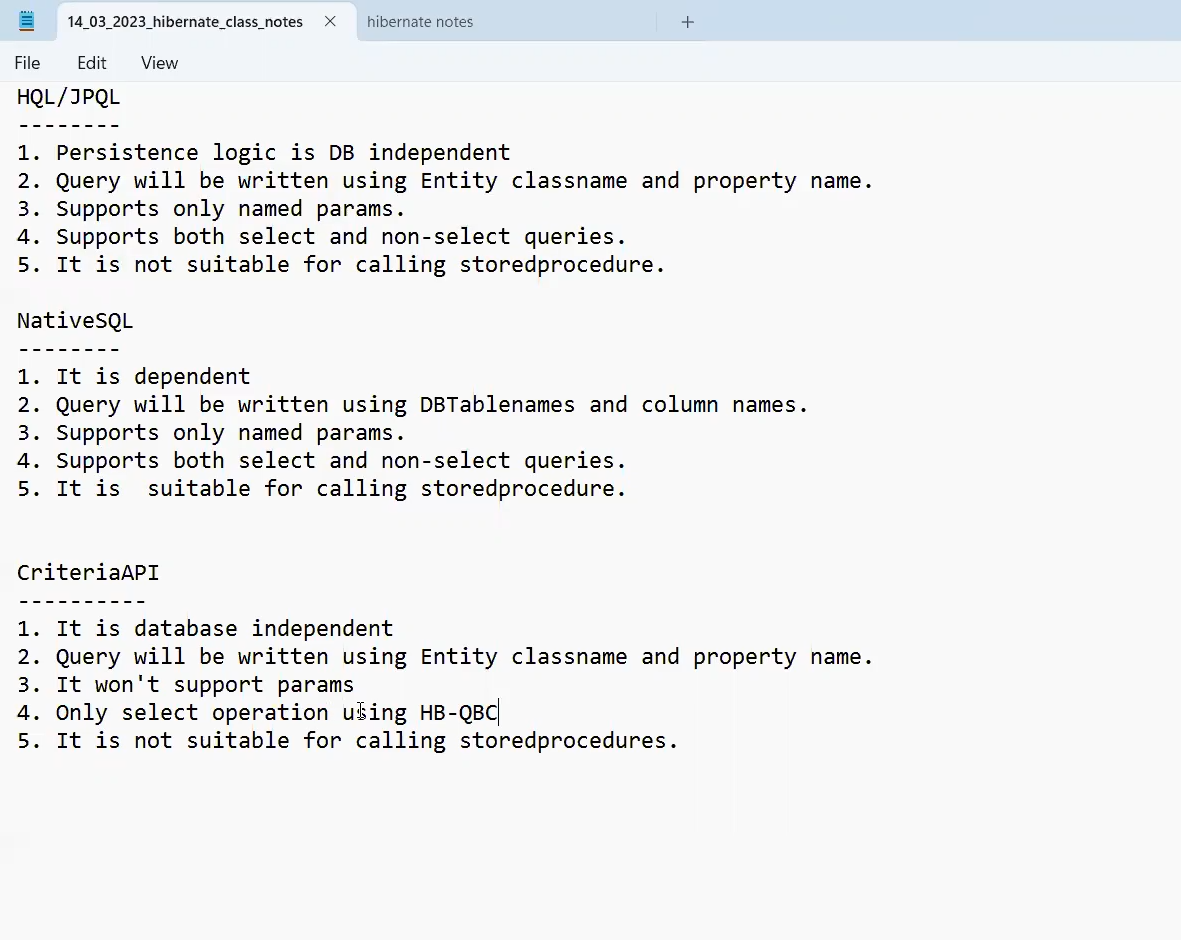 14_03_2023_hibernate_class_notes
hibernate notes
File Edit View
HQL/JPQL
--------
1. Persistence logic is DB independent
2. Query will be written using Entity classname and property name.
3. Supports only named params.
4. Supports both select and non-select queries.
5. It is not suitable for calling storedprocedure.
NativeSQL
--------
1. It is dependent
2. Query will be written using DBTablenames and column names.
3. Supports only named params.
4. Supports both select and non-select queries.
5. It is  suitable for calling storedprocedure.
CriteriaAPI
----------
1. It is database independent
2. Query will be written using Entity classname and property name.
3. It won't support params
4. Only select operation using HB-QBC
5. It is not suitable for calling storedprocedures.